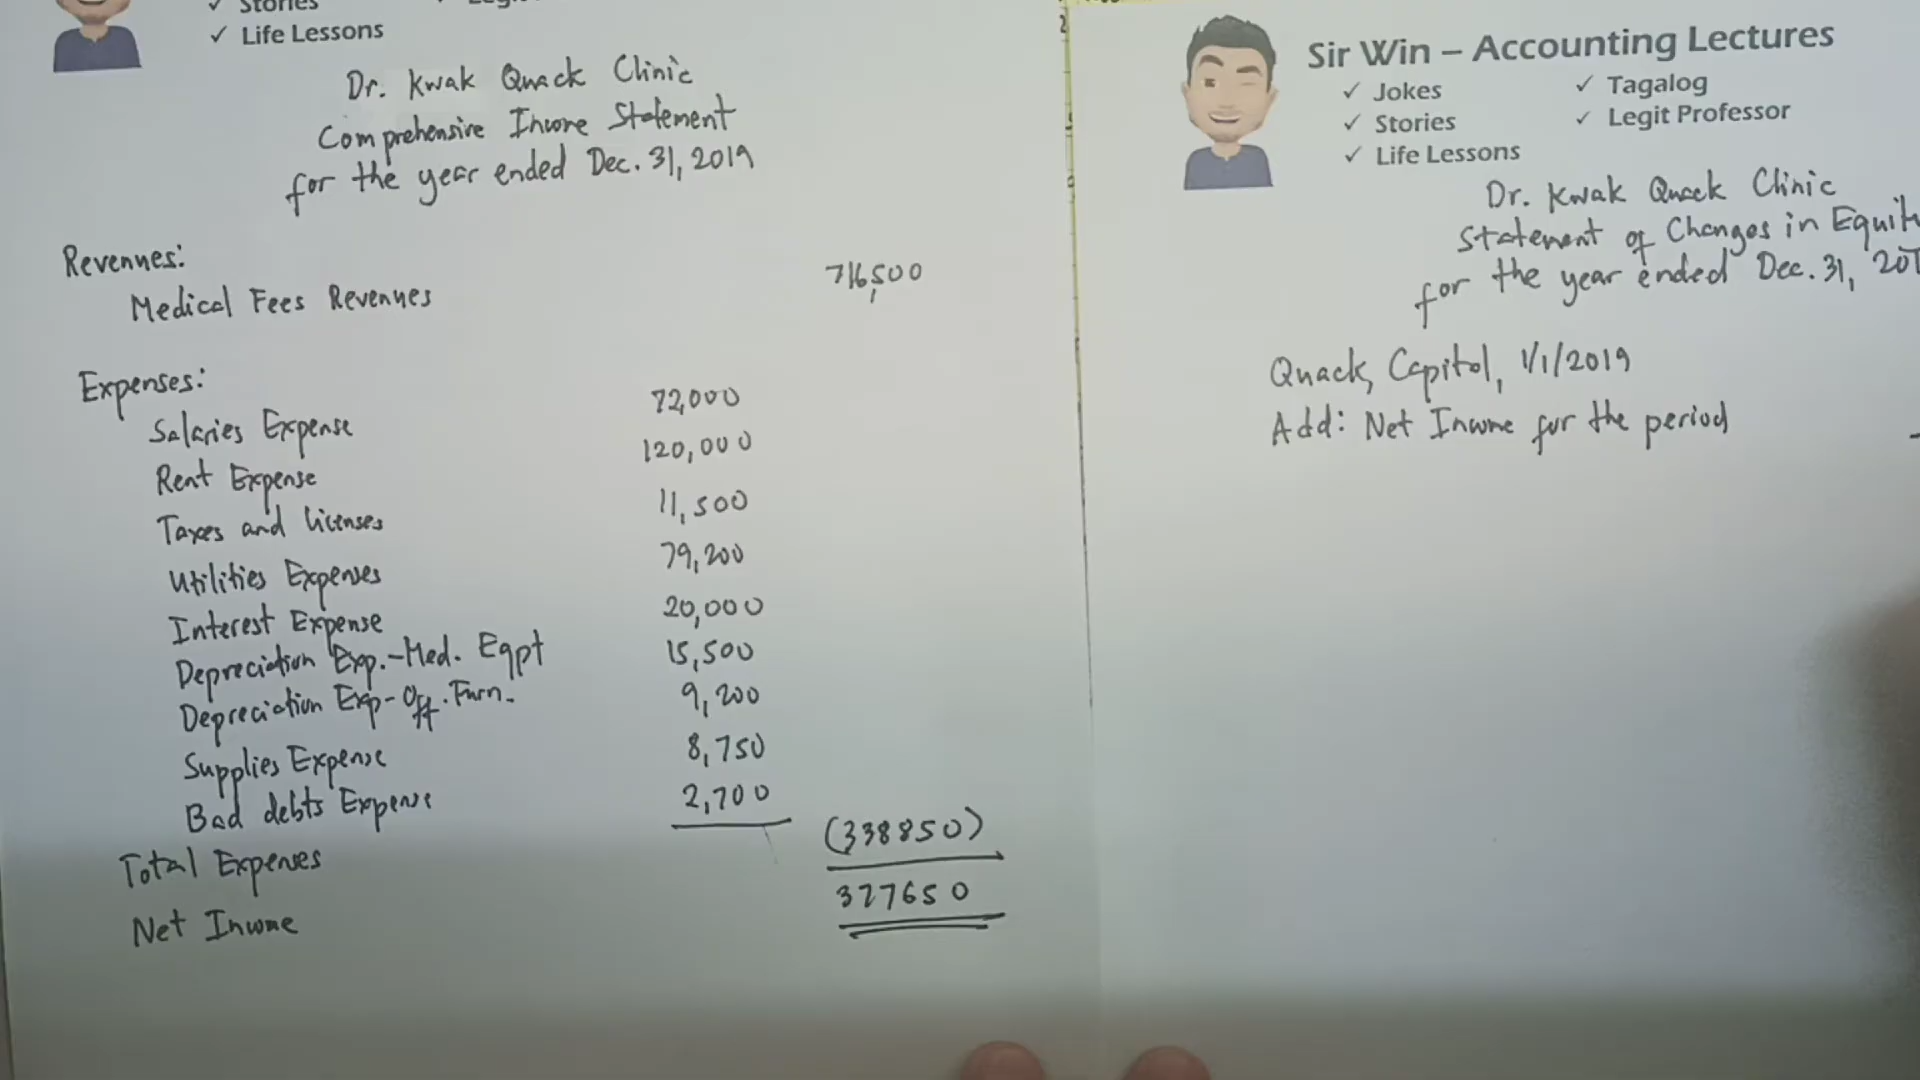 Stories
✓ Life Lessons
Dr. Kwak Quack Clinic
Comprehensive Income Statement
for the year ended Dec. 31, 2019
Revenues:
Medical Fees Revenues 716,500
Expenses:
Salaries Expense 72,000
Rent Expense 120,000
Taxes and licenses 11,500
Utilities Expenses 79,200
Interest Expense 20,000
Depreciation Exp.-Med. Eqpt 15,500
Depreciation Exp-Off. Furn. 9,200
Supplies Expense 8,750
Bad debts Expense 2,700
Total Expenses (338850)
Net Income 377650
Sir Win – Accounting Lectures
✓ Jokes ✓ Tagalog
✓ Stories ✓ Legit Professor
✓ Life Lessons
Dr. Kwak Quack Clinic
Statement of Changes in Equit
for the year ended Dec. 31, 201
Quack, Capital, 1/1/2019
Add: Net Income for the period